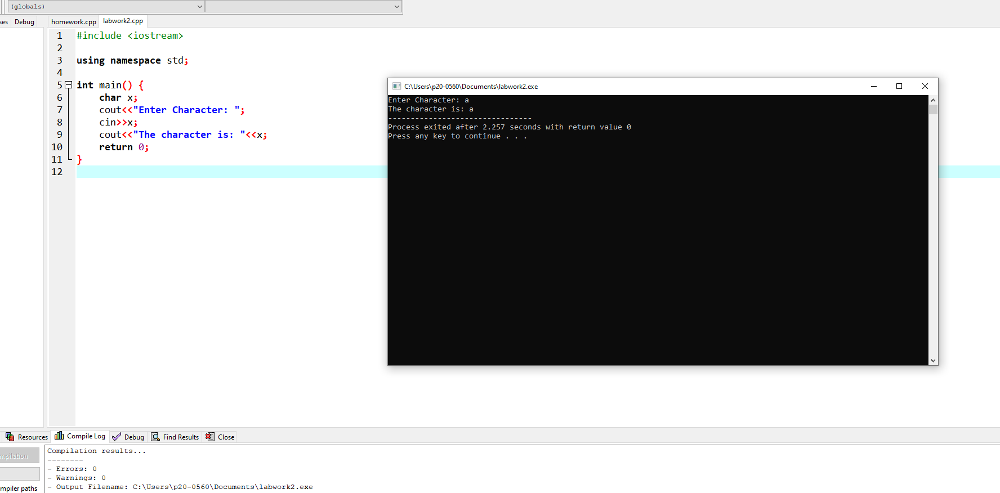 (globals)
ses Debug homework.cpp labwork2.cpp
1 #include <iostream>
2
3 using namespace std;
4
5 int main() {
6 char x;
7 cout<<"Enter Character: ";
8 cin>>x;
9 cout<<"The character is: "<<x;
10 return 0;
11 }
12
C:\Users\p20-0560\Documents\labwork2.exe
Enter Character: a
The character is: a
--------------------------------
Process exited after 2.257 seconds with return value 0
Press any key to continue . . .
Resources Compile Log Debug Find Results Close
mpilation
mpiler paths
Compilation results...
--------
- Errors: 0
- Warnings: 0
- Output Filename: C:\Users\p20-0560\Documents\labwork2.exe